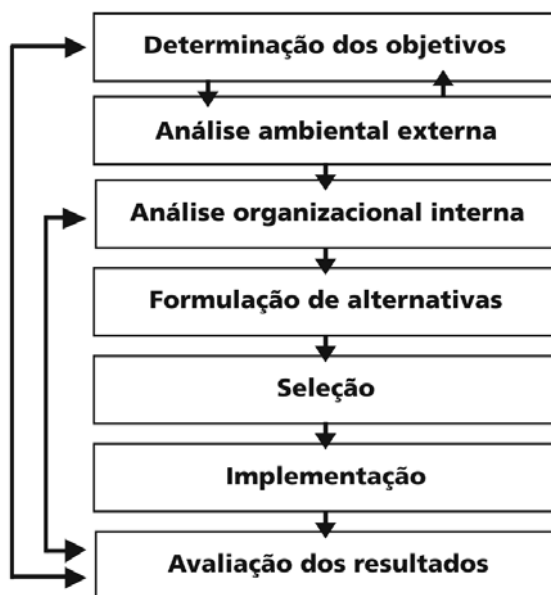 Determinação dos objetivos
Análise ambiental externa
Análise organizacional interna
Formulação de alternativas
Seleção
Implementação
Avaliação dos resultados